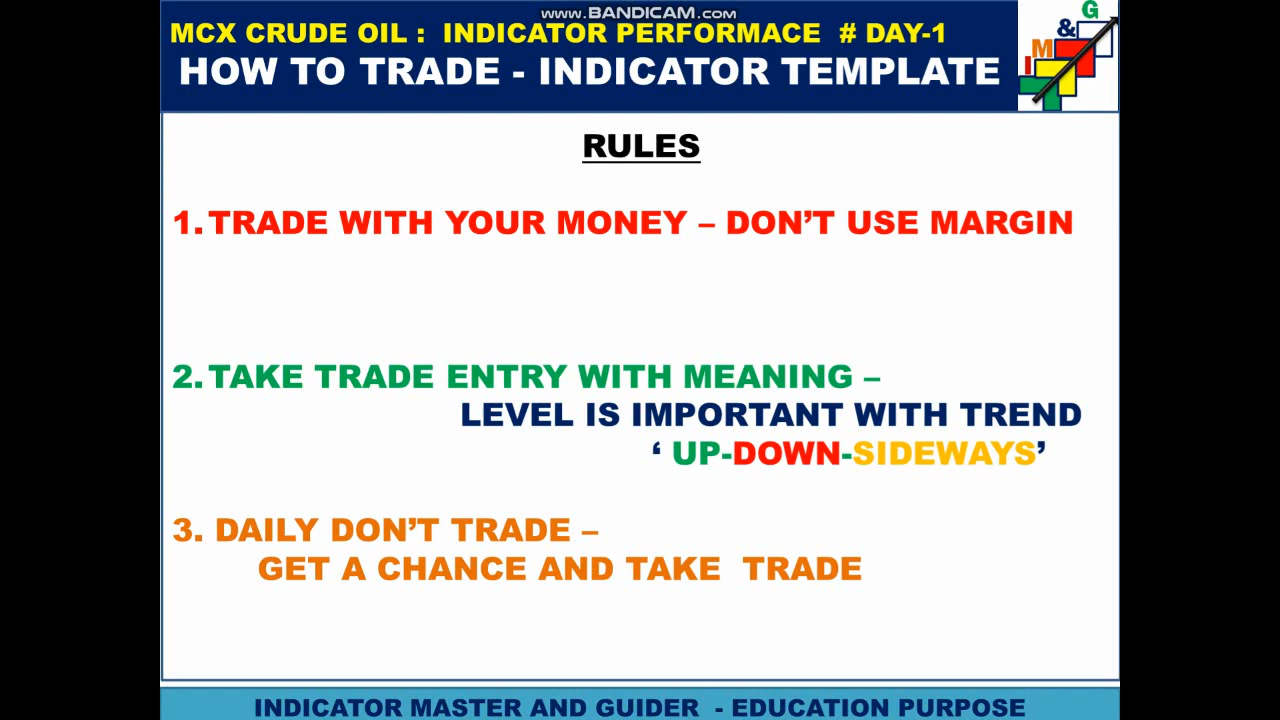 www.BANDICAM.com
MCX CRUDE OIL : INDICATOR PERFORMACE # DAY-1
HOW TO TRADE - INDICATOR TEMPLATE
I M & G
RULES
1. TRADE WITH YOUR MONEY – DON'T USE MARGIN
2. TAKE TRADE ENTRY WITH MEANING –
LEVEL IS IMPORTANT WITH TREND
‘ UP-DOWN-SIDEWAYS’
3. DAILY DON’T TRADE –
GET A CHANCE AND TAKE TRADE
INDICATOR MASTER AND GUIDER - EDUCATION PURPOSE